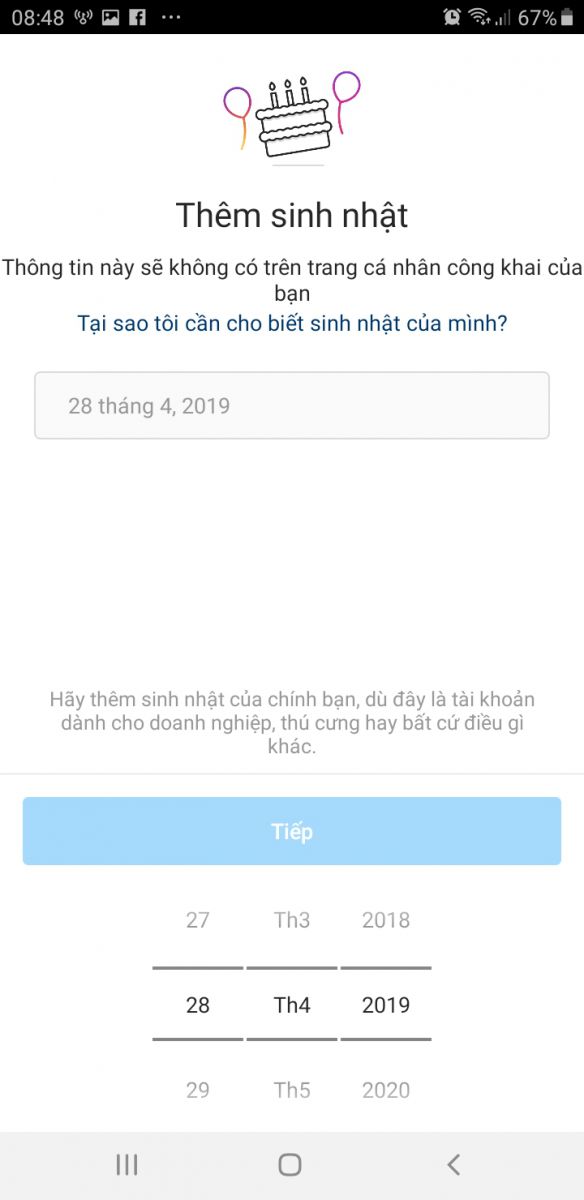 08:48
67%
Thêm sinh nhật
Thông tin này sẽ không có trên trang cá nhân công khai của
bạn
Tại sao tôi cần cho biết sinh nhật của mình?
28 tháng 4, 2019
Hãy thêm sinh nhật của chính bạn, dù đây là tài khoản
dành cho doanh nghiệp, thú cưng hay bất cứ điều gì
khác.
Tiếp
27 Th3 2018
28 Th4 2019
29 Th5 2020